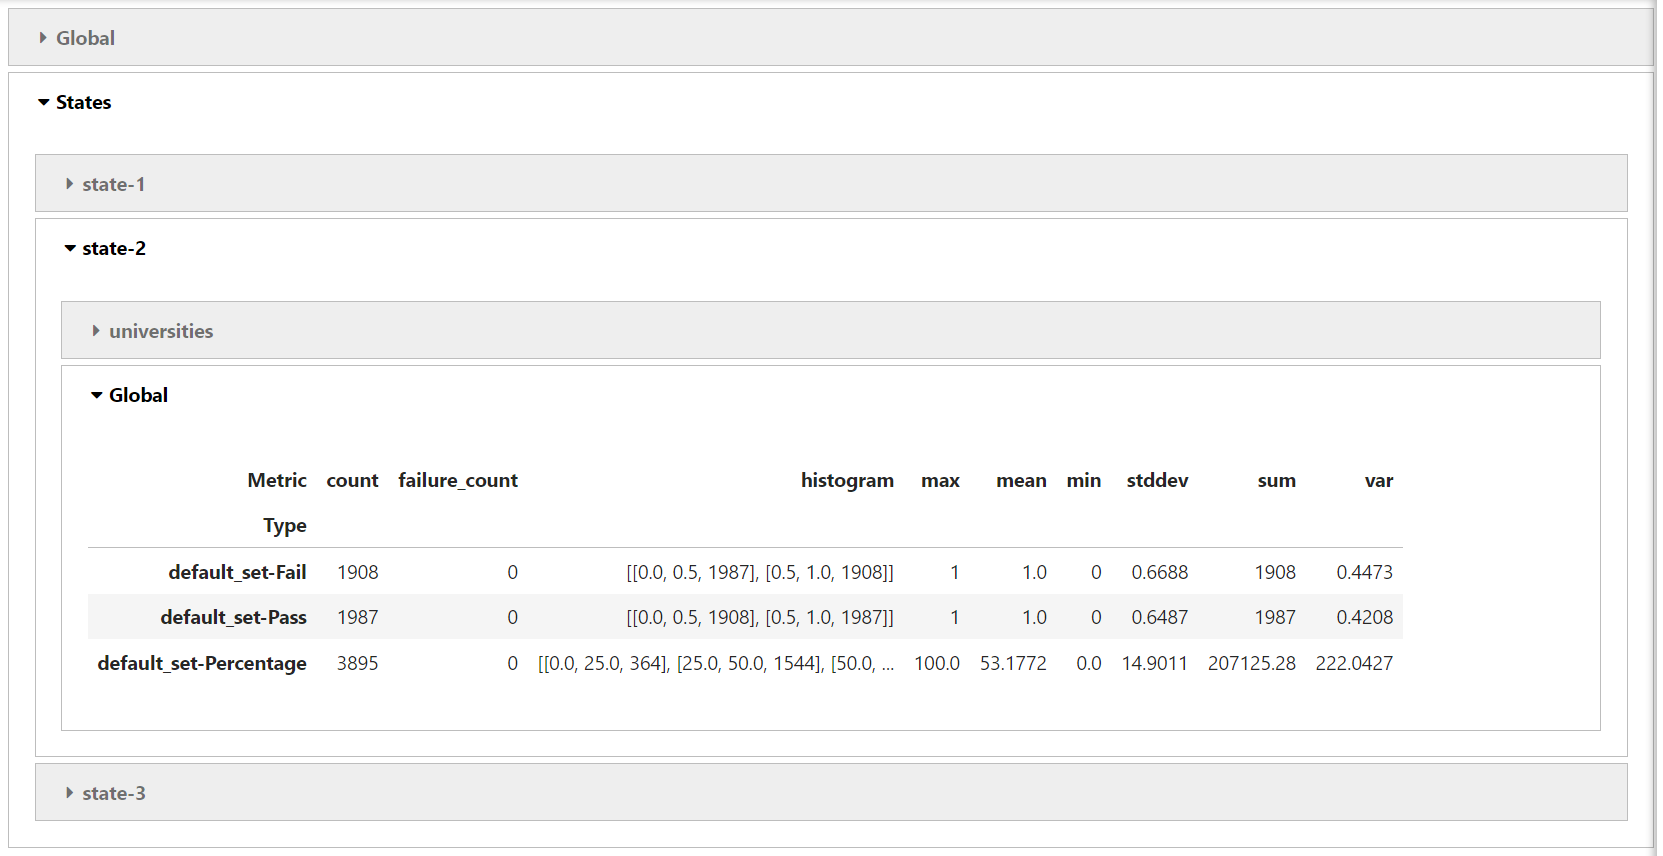 Global
States
state-1
state-2
universities
Global
Metric count failure_count histogram max mean min stddev sum var
Type
default_set-Fail 1908 0 [[0.0, 0.5, 1987], [0.5, 1.0, 1908]] 1 1.0 0 0.6688 1908 0.4473
default_set-Pass 1987 0 [[0.0, 0.5, 1908], [0.5, 1.0, 1987]] 1 1.0 0 0.6487 1987 0.4208
default_set-Percentage 3895 0 [[0.0, 25.0, 364], [25.0, 50.0, 1544], [50.0, ... 100.0 53.1772 0.0 14.9011 207125.28 222.0427
state-3